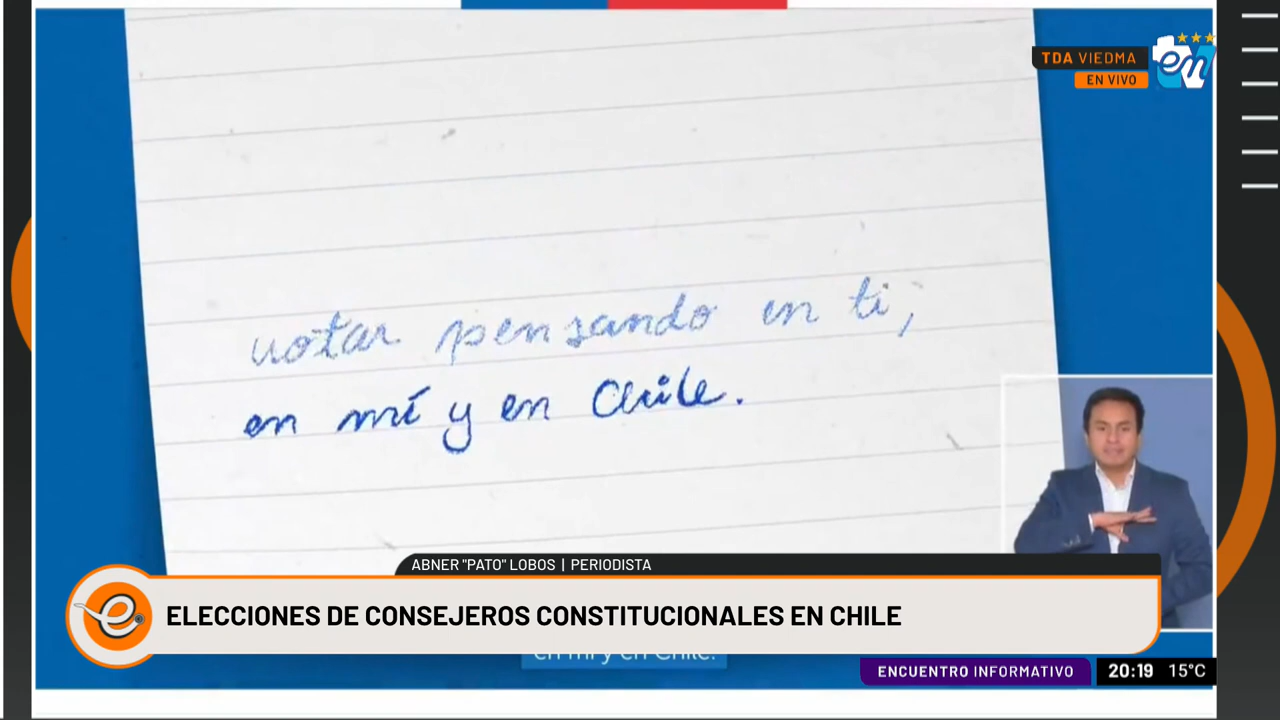 TDA VIEDMA
EN VIVO
eu
votar pensando en ti,
en mí y en Chile.
ABNER "PATO" LOBOS | PERIODISTA
e
ELECCIONES DE CONSEJEROS CONSTITUCIONALES EN CHILE
en mí y en Chile.
ENCUENTRO INFORMATIVO
20:19 15°C